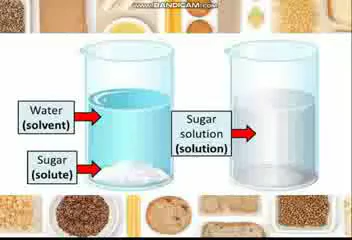 www.BANDICAM.com
Water
(solvent)
Sugar
(solute)
Sugar
solution
(solution)